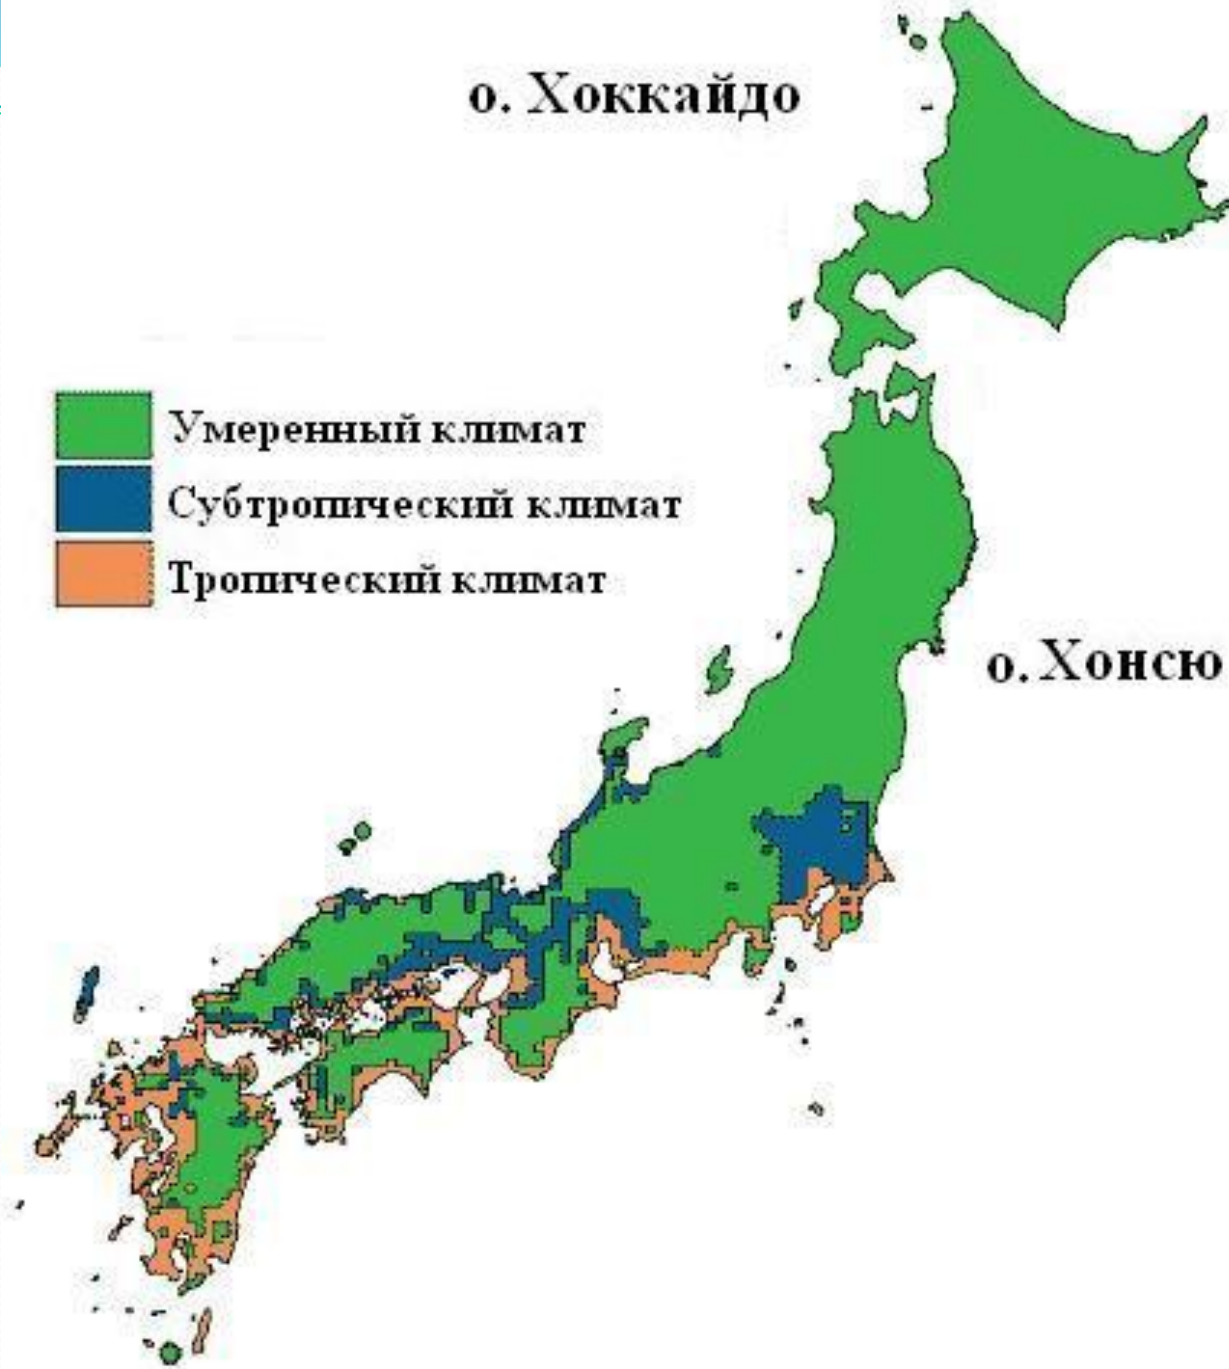 о. Хоккайдо
Умеренный климат
Субтропический климат
Тропический климат
о. Хонсю